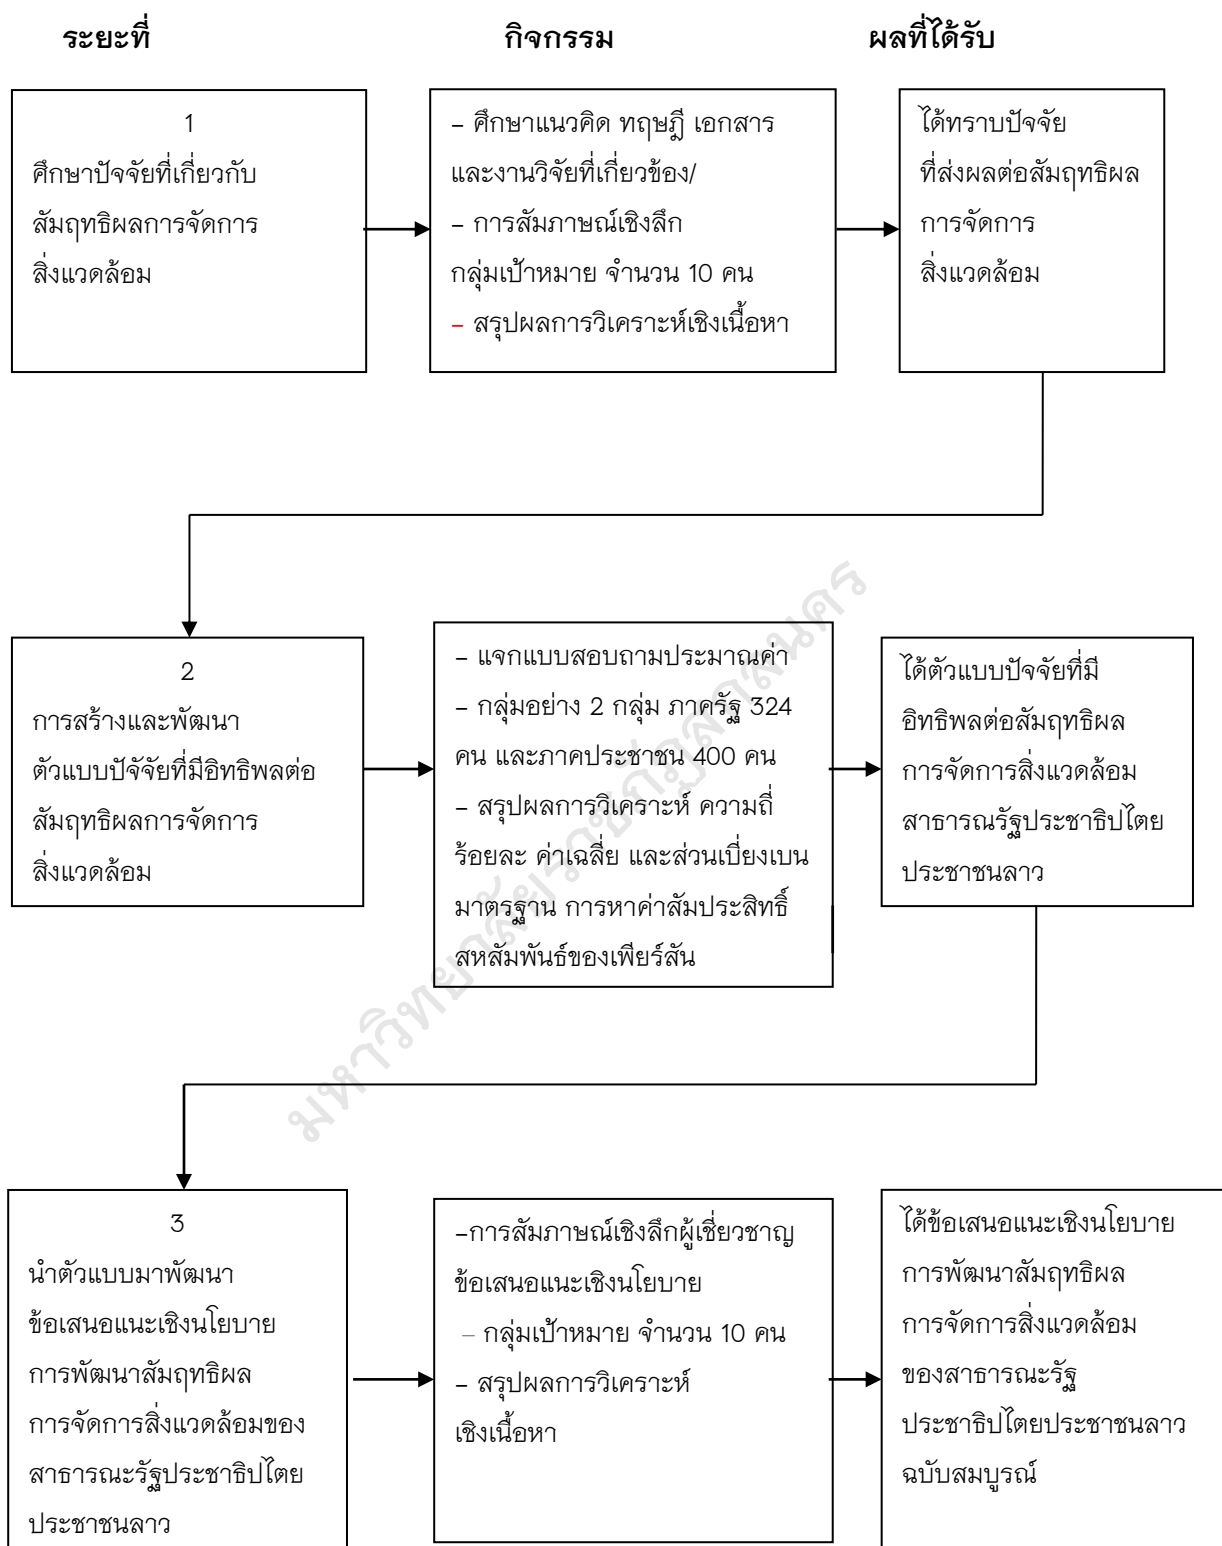 ระยะที่
กิจกรรม
ผลที่ได้รับ
1
ศึกษาปัจจัยที่เกี่ยวกับ
สัมฤทธิผลการจัดการ
สิ่งแวดล้อม
– ศึกษาแนวคิด ทฤษฎี เอกสาร
และงานวิจัยที่เกี่ยวข้อง/
– การสัมภาษณ์เชิงลึก
กลุ่มเป้าหมาย จำนวน 10 คน
– สรุปผลการวิเคราะห์เชิงเนื้อหา
ได้ทราบปัจจัย
ที่ส่งผลต่อสัมฤทธิผล
การจัดการ
สิ่งแวดล้อม
2
การสร้างและพัฒนา
ตัวแบบปัจัจัยที่มีอิทธิพลต่อ
สัมฤทธิผลการจัดการ
สิ่งแวดล้อม
– แจกแบบสอบถามประมาณค่า
– กลุ่มอย่าง 2 กลุ่ม ภาครัฐ 324
คน และภาคประชาชน 400 คน
– สรุปผลการวิเคราะห์ ความถี่
ร้อยละ ค่าเฉลี่ย และส่วนเบี่ยงเบน
มาตรฐาน การหาค่าสัมประสิทธิ์
สหสัมพันธ์ของเพียร์สัน
ได้ตัวแบบปัจจัยที่มี
อิทธิพลต่อสัมฤทธิผล
การจัดการสิ่งแวดล้อม
สาธารณรัฐประชาธิปไตย
ประชาชนลาว
3
นำตัวแบบมาพัฒนา
ข้อเสนอแนะเชิงนโยบาย
การพัฒนาสัมฤทธิผล
การจัดการสิ่งแวดล้อมของ
สาธารณะรัฐประชาธิปไตย
ประชาชนลาว
–การสัมภาษณ์เชิงลึกผู้เชี่ยวชาญ
ข้อเสนอแนะเชิงนโยบาย
– กลุ่มเป้าหมาย จำนวน 10 คน
– สรุปผลการวิเคราะห์
เชิงเนื้อหา
ได้ข้อเสนอแนะเชิงนโยบาย
การพัฒนาสัมฤทธิผล
การจัดการสิ่งแวดล้อม
ของสาธารณะรัฐ
ประชาธิปไตยประชาชนลาว
ฉบับสมบูรณ์
มหาวิทยาลัยราชภัฏสกลนคร